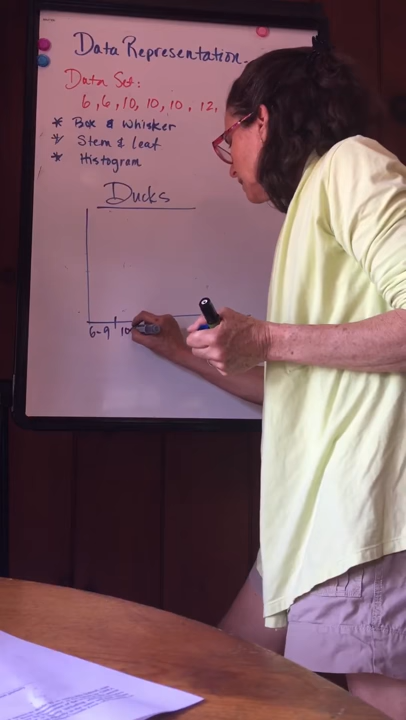 Data Representation
Data Set:
6, 6, 10, 10, 10, 12,
* Box & Whisker
* Stem & Leaf
* Histogram
Ducks
6-9 10